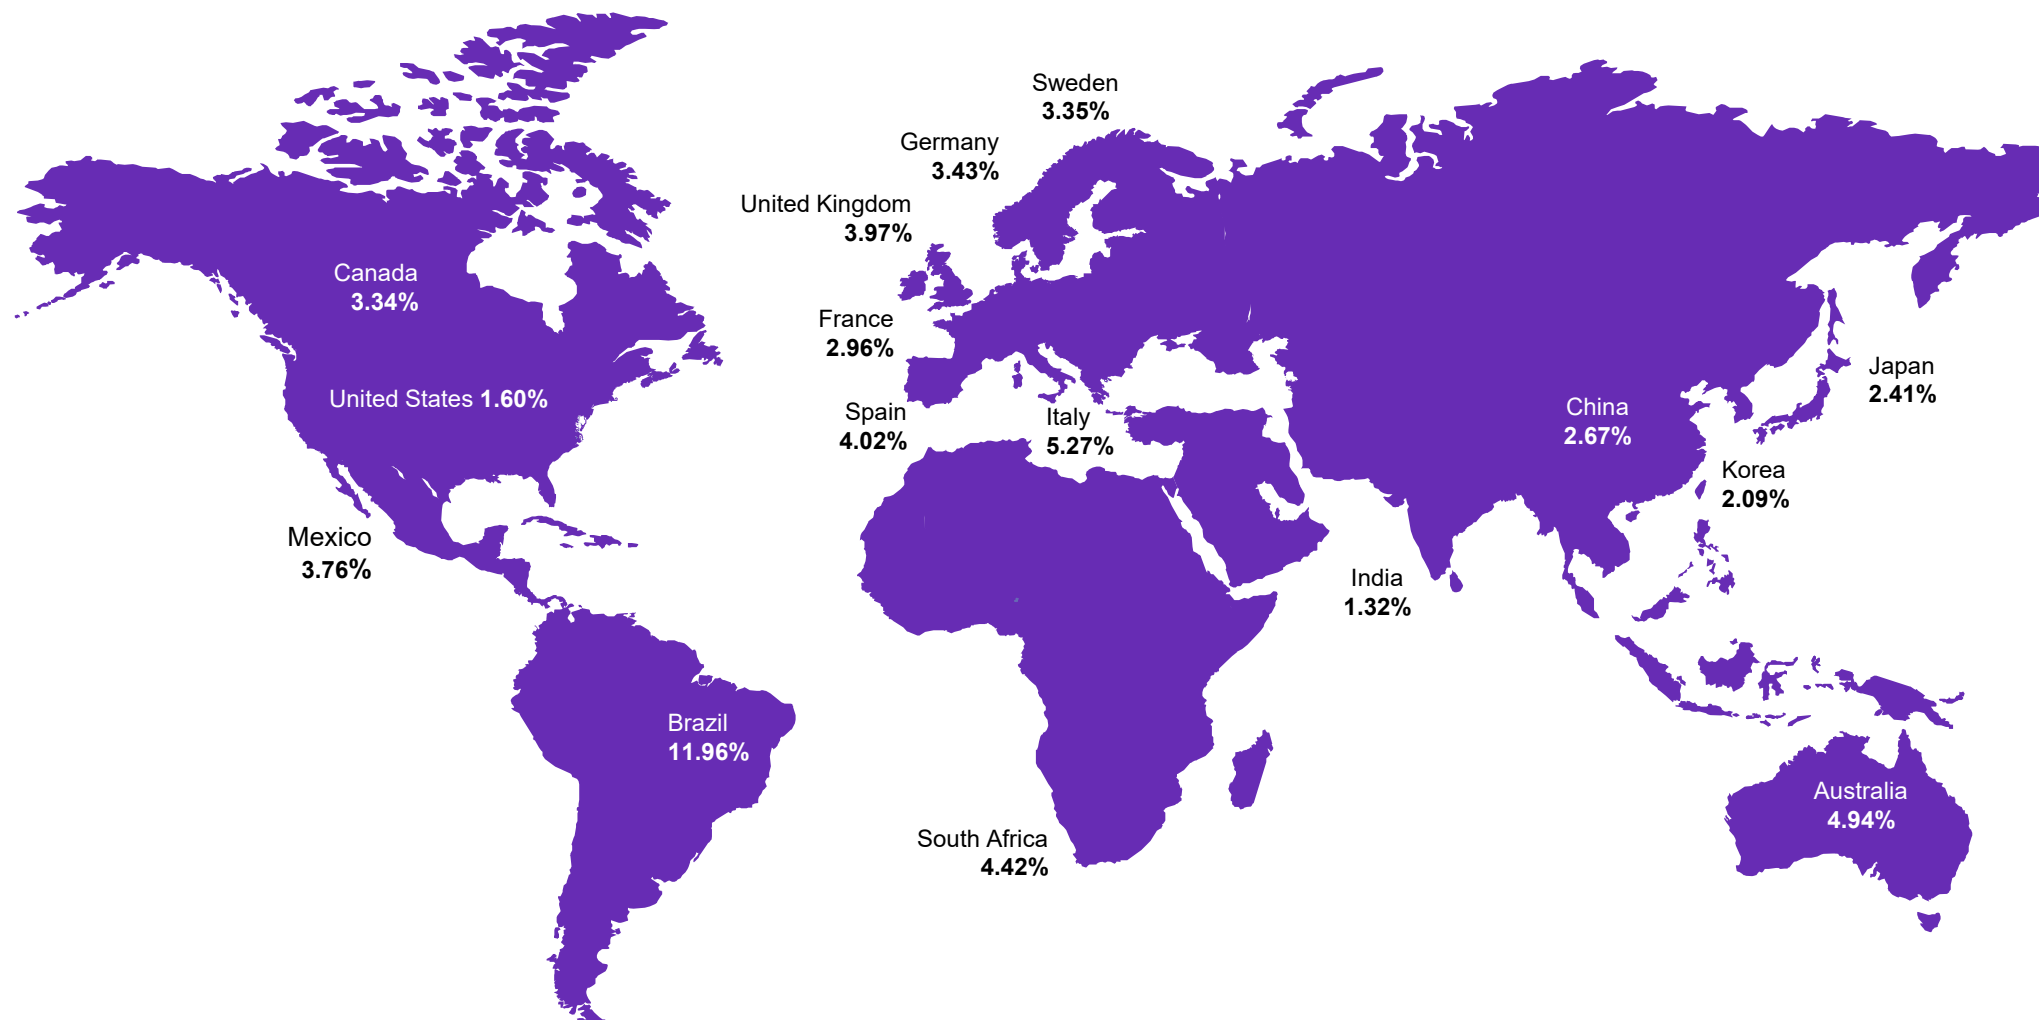 Sweden
3.35%
Germany
3.43%
United Kingdom
3.97%
Canada
3.34%
France
2.96%
Japan
2.41%
United States 1.60%
China
2.67%
Spain
4.02%
Italy
5.27%
Korea
2.09%
Mexico
3.76%
India
1.32%
Brazil
11.96%
Australia
4.94%
South Africa
4.42%